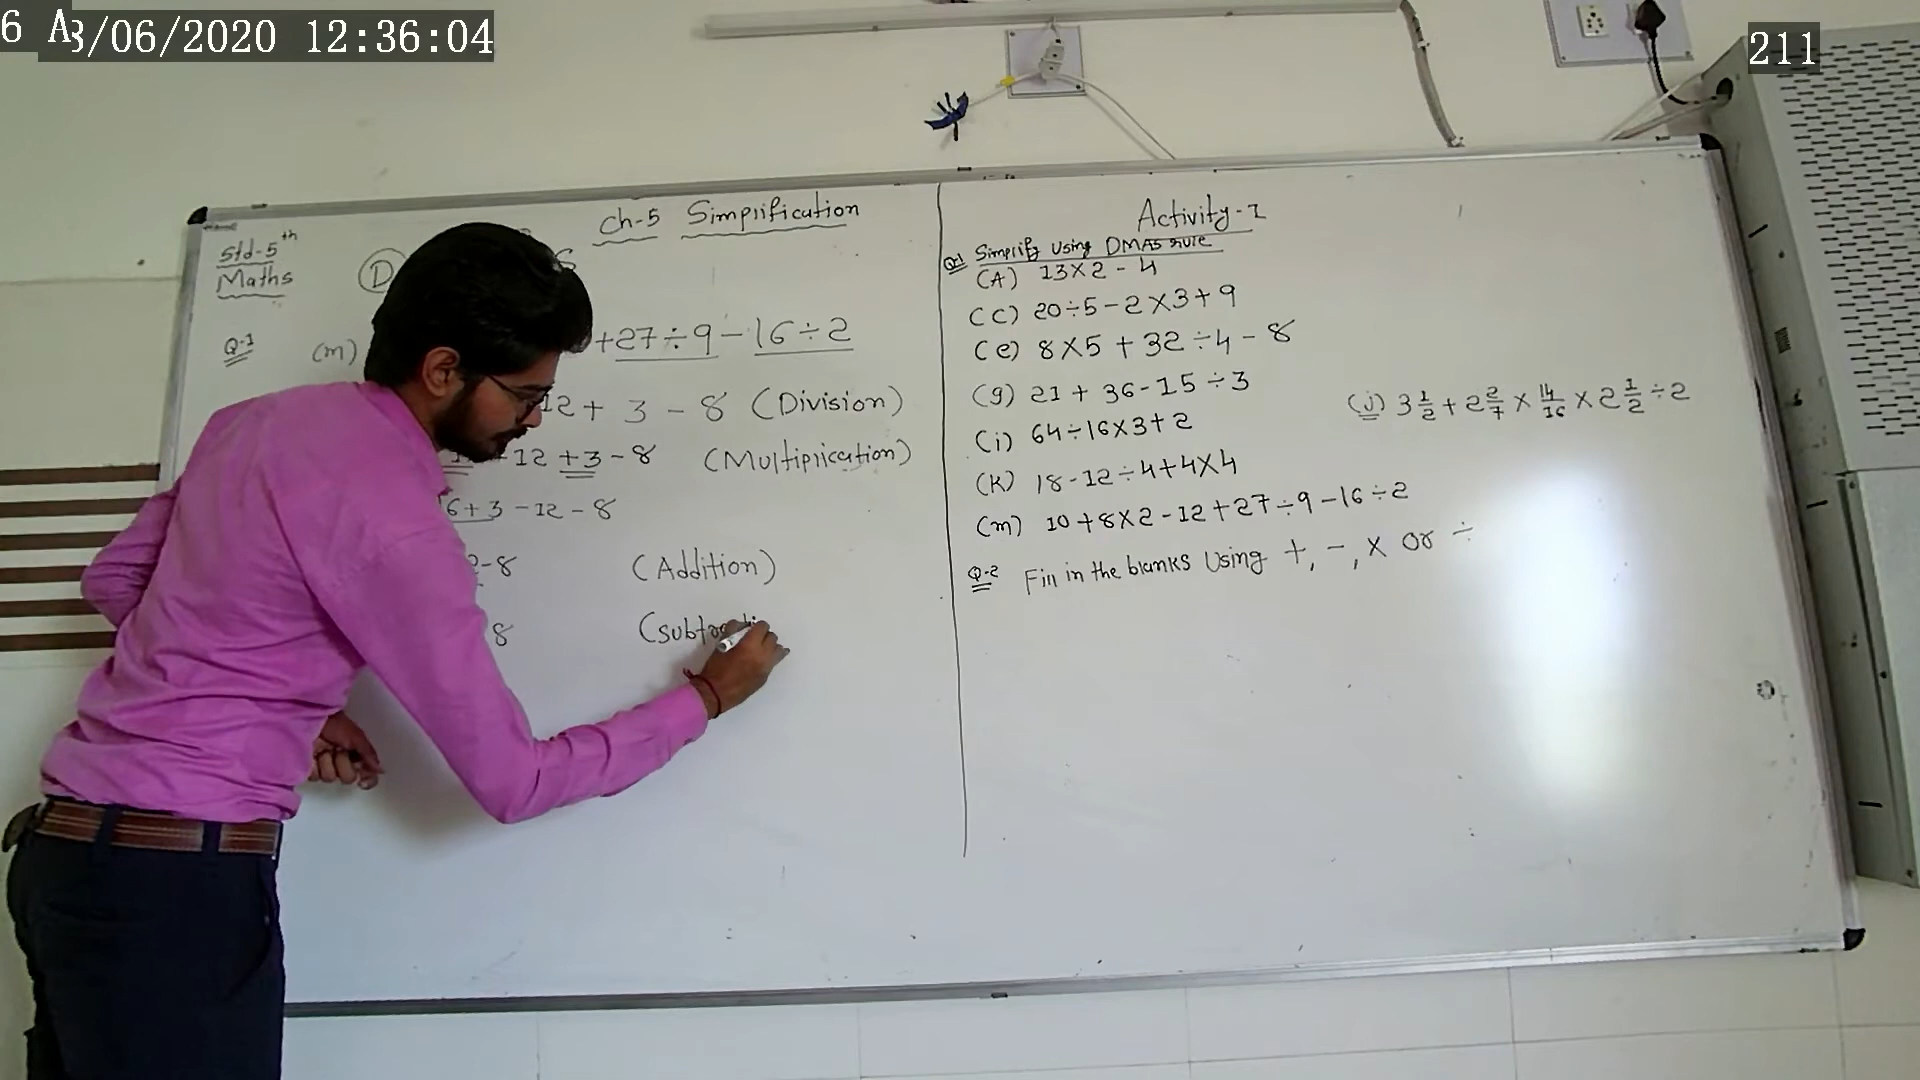 6 A
3/06/2020 12:36:04
211
Ch-5 Simplification
Std-5th
Maths
D
S
Q-1
(m) +27÷9-16÷2
12+ 3 - 8 (Division)
-12 +3-8 (Multiplication)
6+3-12-8
-8 (Addition)
8 (subtra
Activity-1
Q-1 Simplify Using DMAS rule
(A) 13×2-4
(C) 20÷5-2×3+9
(e) 8×5+32÷4-8
(g) 21+36-15÷3
(i) 64÷16×3+2
(j) 3 1/2 + 2 2/7 × 14/16 × 2 1/2 ÷ 2
(K) 18-12÷4+4×4
(m) 10+8×2-12+27÷9-16÷2
Q-2 Fill in the blanks Using +, -, × or ÷